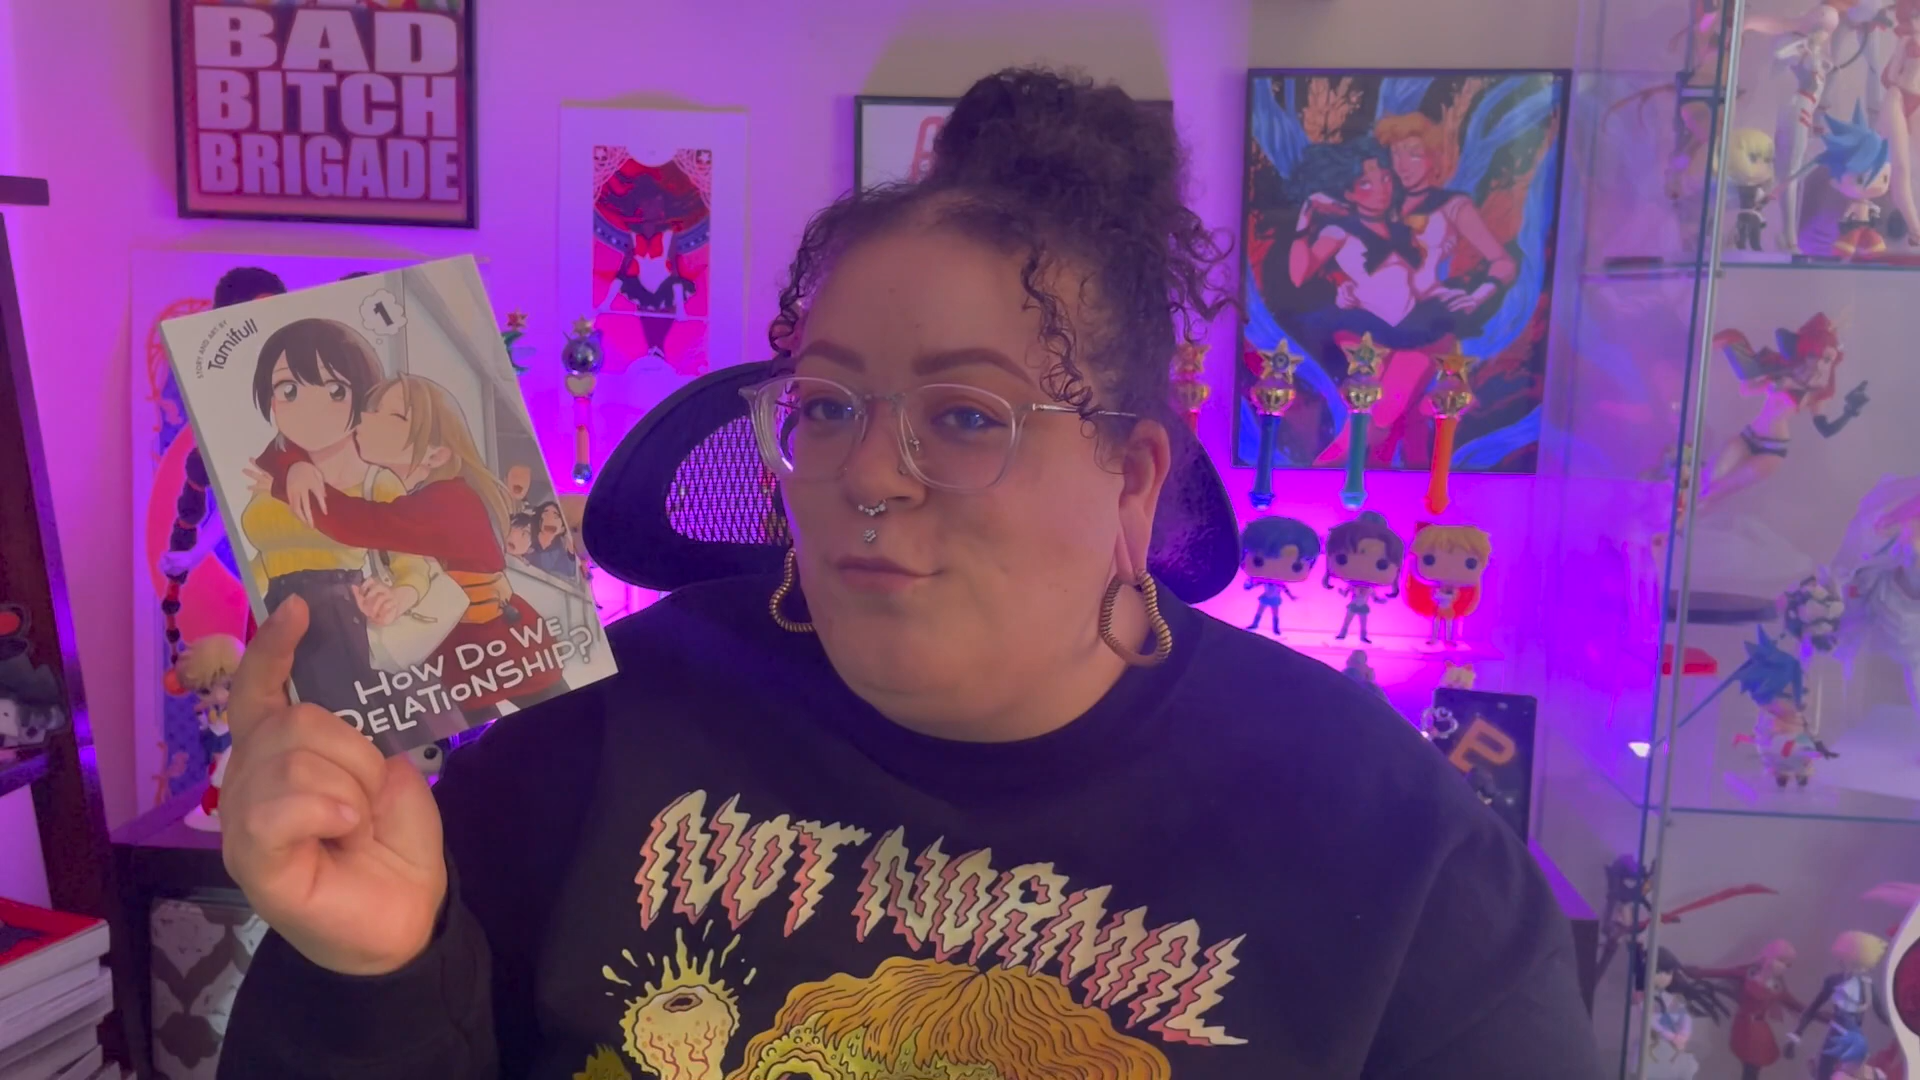 BAD
BITCH
BRIGADE
1
STORY AND ART BY
Tamifull
HOW DO WE
RELATIONSHIP?
NOT NORMAL
P